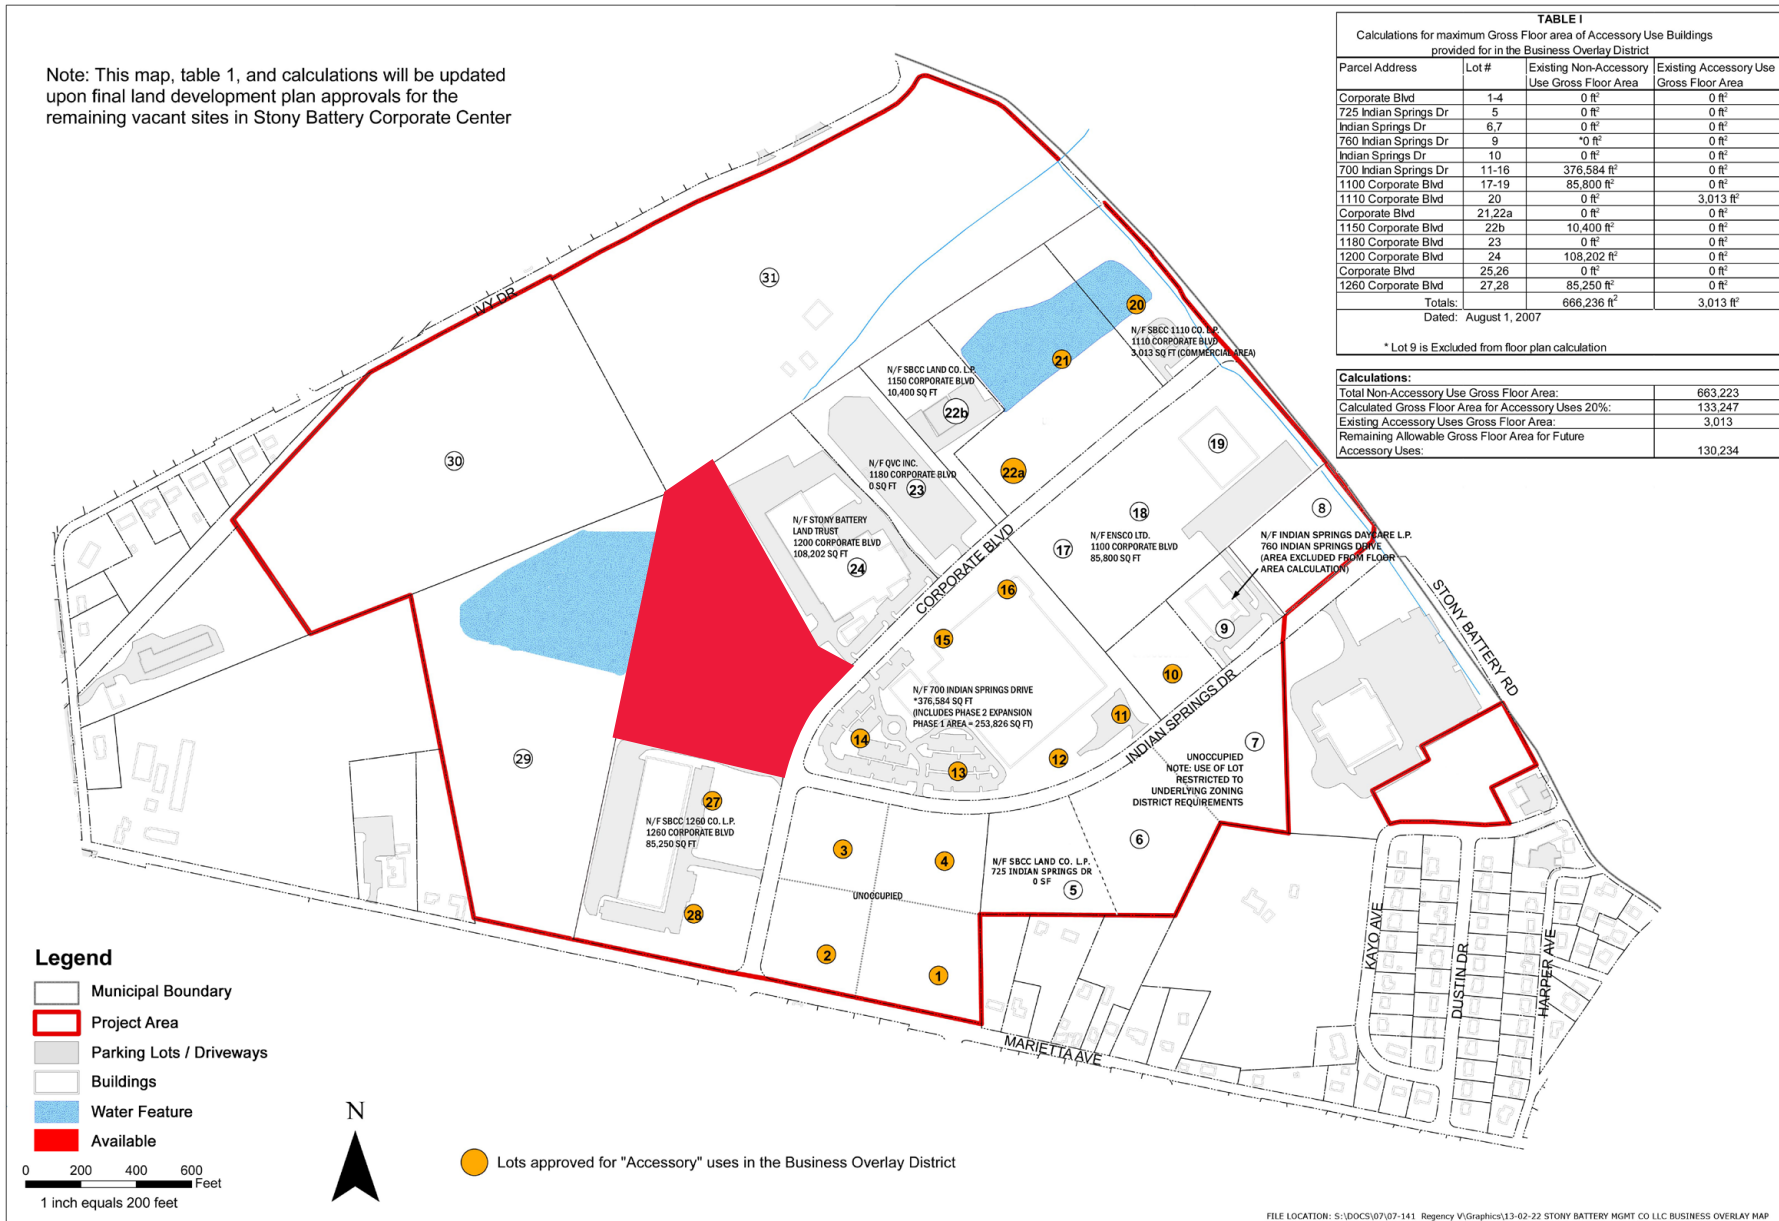 Note: This map, table 1, and calculations will be updated
upon final land development plan approvals for the
remaining vacant sites in Stony Battery Corporate Center
TABLE I
Calculations for maximum Gross Floor area of Accessory Use Buildings
provided for in the Business Overlay District
Parcel Address Lot # Existing Non-Accessory Existing Accessory Use
Use Gross Floor Area Gross Floor Area
Corporate Blvd 1-4 0 ft² 0 ft²
725 Indian Springs Dr 5 0 ft² 0 ft²
Indian Springs Dr 6,7 0 ft² 0 ft²
760 Indian Springs Dr 9 *0 ft² 0 ft²
Indian Springs Dr 10 0 ft² 0 ft²
700 Indian Springs Dr 11-16 376,584 ft² 0 ft²
1100 Corporate Blvd 17-19 85,800 ft² 0 ft²
1110 Corporate Blvd 20 3,013 ft²
Corporate Blvd 21,22a 0 ft² 0 ft²
1150 Corporate Blvd 22b 10,400 ft² 0 ft²
1180 Corporate Blvd 23 0 ft² 0 ft²
1200 Corporate Blvd 24 108,202 ft² 0 ft²
Corporate Blvd 25,26 0 ft² 0 ft²
1260 Corporate Blvd 27,28 85,250 ft² 0 ft²
Totals: 666,236 ft² 3,013 ft²
Dated: August 1, 2007
* Lot 9 is Excluded from floor plan calculation
Calculations:
Total Non-Accessory Use Gross Floor Area: 663,223
Calculated Gross Floor Area for Accessory Uses 20%: 133,247
Existing Accessory Uses Gross Floor Area: 3,013
Remaining Allowable Gross Floor Area for Future
Accessory Uses: 130,234
IVY DR
31
20
N/F SBCC 1110 CO. L.P.
1110 CORPORATE BLVD
3,013 SQ FT (COMMERCIAL AREA)
21
N/F SBCC LAND CO. L.P.
1150 CORPORATE BLVD
10,400 SQ FT
22b
19
30
N/F QVC INC.
1180 CORPORATE BLVD
0 SQ FT
23
22a
8
18
N/F STONY BATTERY
LAND TRUST
1200 CORPORATE BLVD
108,202 SQ FT
24
CORPORATE BLVD
17
N/F ENSCO LTD.
1100 CORPORATE BLVD
85,800 SQ FT
N/F INDIAN SPRINGS DAYCARE L.P.
760 INDIAN SPRINGS DRIVE
(AREA EXCLUDED FROM FLOOR
AREA CALCULATION)
16
15
9
STONY BATTERY RD
10
N/F 700 INDIAN SPRINGS DRIVE
*376,584 SQ FT
(INCLUDES PHASE 2 EXPANSION
PHASE 1 AREA = 253,826 SQ FT)
INDIAN SPRINGS DR
11
14
7
29
12
13
UNOCCUPIED
NOTE: USE OF LOT
RESTRICTED TO
UNDERLYING ZONING
DISTRICT REQUIREMENTS
27
N/F SBCC 1260 CO. L.P.
1260 CORPORATE BLVD
85,250 SQ FT
3
4
6
N/F SBCC LAND CO. L.P.
725 INDIAN SPRINGS DR
0 SF
5
UNOCCUPIED
28
2
1
KAYO AVE
DUSTIN DR
HARPER AVE
MARIETTA AVE
Legend
Municipal Boundary
Project Area
Parking Lots / Driveways
Buildings
Water Feature
Available
0 200 400 600
Feet
1 inch equals 200 feet
N
Lots approved for "Accessory" uses in the Business Overlay District
FILE LOCATION: S:\DOCS\07\07-141 Regency V\Graphics\13-02-22 STONY BATTERY MGMT CO LLC BUSINESS OVERLAY MAP